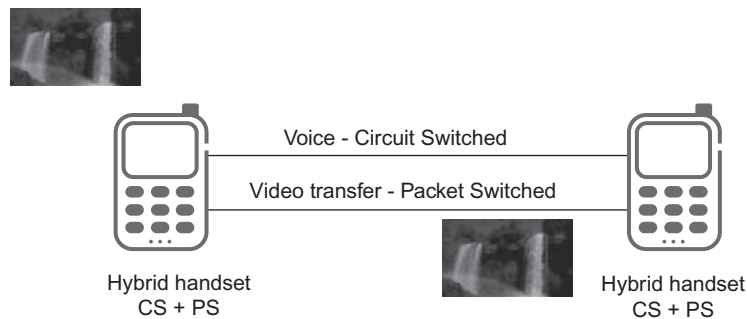 Voice - Circuit Switched
Video transfer - Packet Switched
Hybrid handset
CS + PS
Hybrid handset
CS + PS